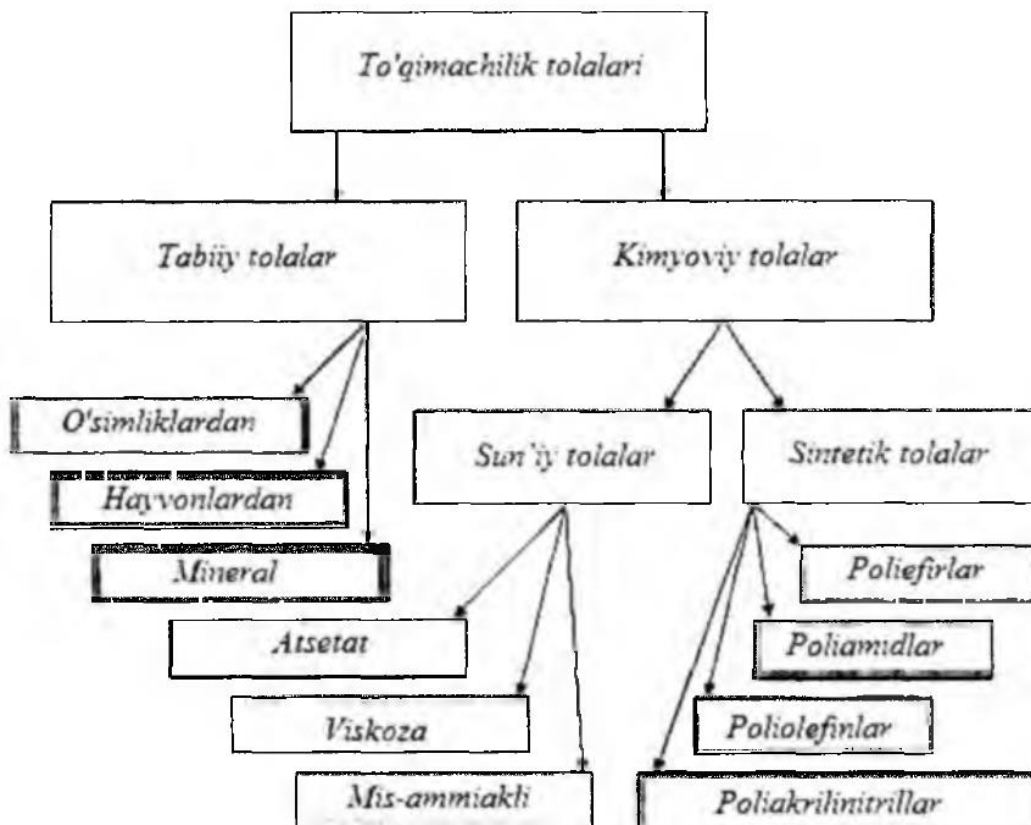 To'qimachilik tolalari
Tabiiy tolalar
Kimyoviy tolalar
O'simliklardan
Hayvonlardan
Mineral
Sun'iy tolalar
Sintetik tolalar
Atsetat
Viskoza
Mis-ammiakli
Poliefirlar
Poliamidlar
Poliolefinlar
Poliakrilinitrillar